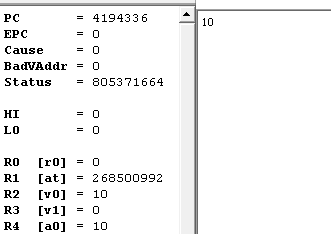 PC = 4194336
EPC = 0
Cause = 0
BadVAddr = 0
Status = 805371664
HI = 0
LO = 0
R0 [r0] = 0
R1 [at] = 268500992
R2 [v0] = 10
R3 [v1] = 0
R4 [a0] = 10
10